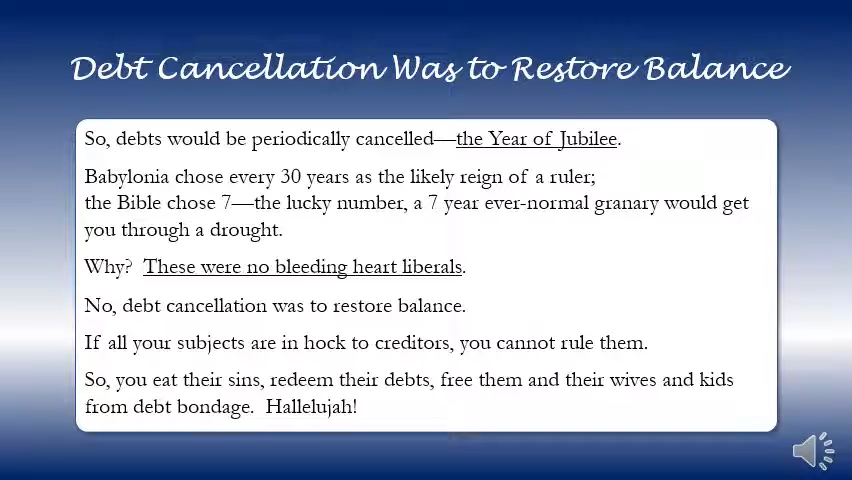 Debt Cancellation Was to Restore Balance
So, debts would be periodically cancelled—the Year of Jubilee.
Babylonia chose every 30 years as the likely reign of a ruler;
the Bible chose 7—the lucky number, a 7 year ever-normal granary would get
you through a drought.
Why?  These were no bleeding heart liberals.
No, debt cancellation was to restore balance.
If all your subjects are in hock to creditors, you cannot rule them.
So, you eat their sins, redeem their debts, free them and their wives and kids
from debt bondage.  Hallelujah!